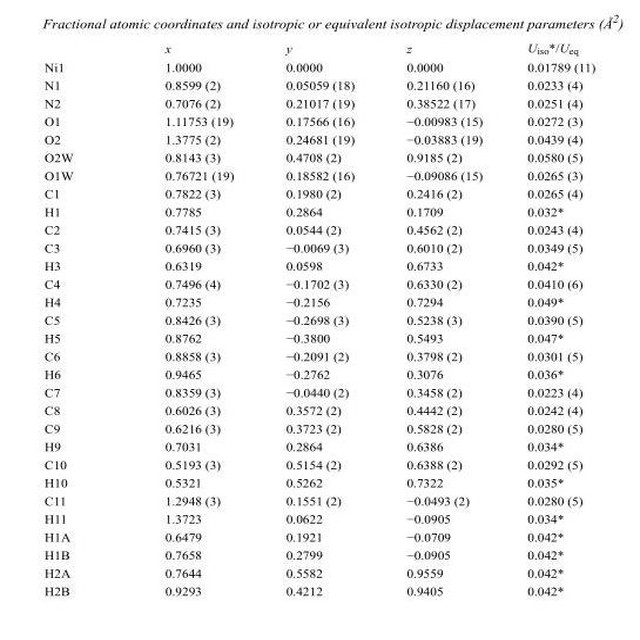 Fractional atomic coordinates and isotropic or equivalent isotropic displacement parameters (Å²)
x y z Uiso*/Ueq
Ni1 1.0000 0.0000 0.0000 0.01789 (11)
N1 0.8599 (2) 0.05059 (18) 0.21160 (16) 0.0233 (4)
N2 0.7076 (2) 0.21017 (19) 0.38522 (17) 0.0251 (4)
O1 1.11753 (19) 0.17566 (16) −0.00983 (15) 0.0272 (3)
O2 1.3775 (2) 0.24681 (19) −0.03883 (19) 0.0439 (4)
O2W 0.8143 (3) 0.4708 (2) 0.9185 (2) 0.0580 (5)
O1W 0.76721 (19) 0.18582 (16) −0.09086 (15) 0.0265 (3)
C1 0.7822 (3) 0.1980 (2) 0.2416 (2) 0.0265 (4)
H1 0.7785 0.2864 0.1709 0.032*
C2 0.7415 (3) 0.0544 (2) 0.4562 (2) 0.0243 (4)
C3 0.6960 (3) −0.0069 (3) 0.6010 (2) 0.0349 (5)
H3 0.6319 0.0598 0.6733 0.042*
C4 0.7496 (4) −0.1702 (3) 0.6330 (2) 0.0410 (6)
H4 0.7235 −0.2156 0.7294 0.049*
C5 0.8426 (3) −0.2698 (3) 0.5238 (3) 0.0390 (5)
H5 0.8762 −0.3800 0.5493 0.047*
C6 0.8858 (3) −0.2091 (2) 0.3798 (2) 0.0301 (5)
H6 0.9465 −0.2762 0.3076 0.036*
C7 0.8359 (3) −0.0440 (2) 0.3458 (2) 0.0223 (4)
C8 0.6026 (3) 0.3572 (2) 0.4442 (2) 0.0242 (4)
C9 0.6216 (3) 0.3723 (2) 0.5828 (2) 0.0280 (5)
H9 0.7031 0.2864 0.6386 0.034*
C10 0.5193 (3) 0.5154 (2) 0.6388 (2) 0.0292 (5)
H10 0.5321 0.5262 0.7322 0.035*
C11 1.2948 (3) 0.1551 (2) −0.0493 (2) 0.0280 (5)
H11 1.3723 0.0622 −0.0905 0.034*
H1A 0.6479 0.1921 −0.0709 0.042*
H1B 0.7658 0.2799 −0.0905 0.042*
H2A 0.7644 0.5582 0.9559 0.042*
H2B 0.9293 0.4212 0.9405 0.042*